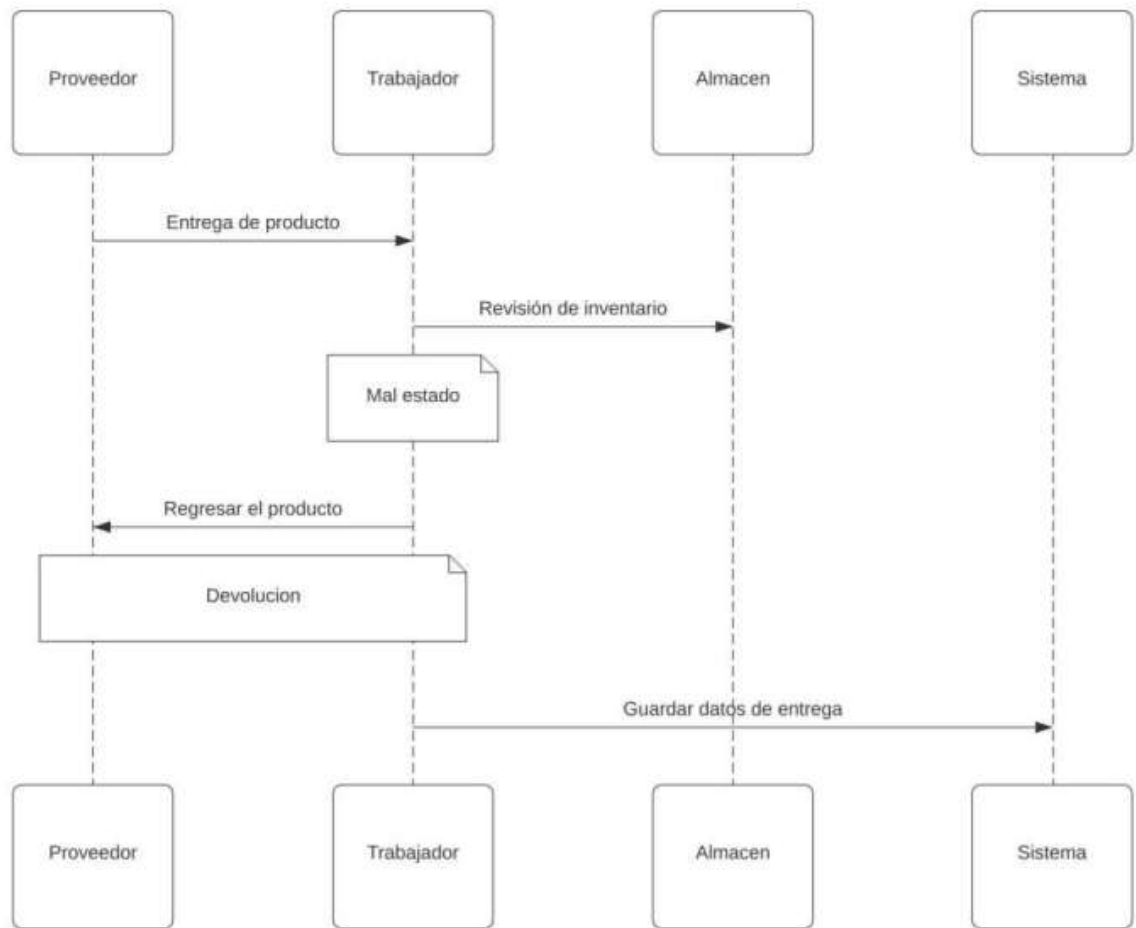 Proveedor
Trabajador
Almacen
Sistema
Entrega de producto
Revisión de inventario
Mal estado
Regresar el producto
Devolucion
Guardar datos de entrega
Proveedor
Trabajador
Almacen
Sistema